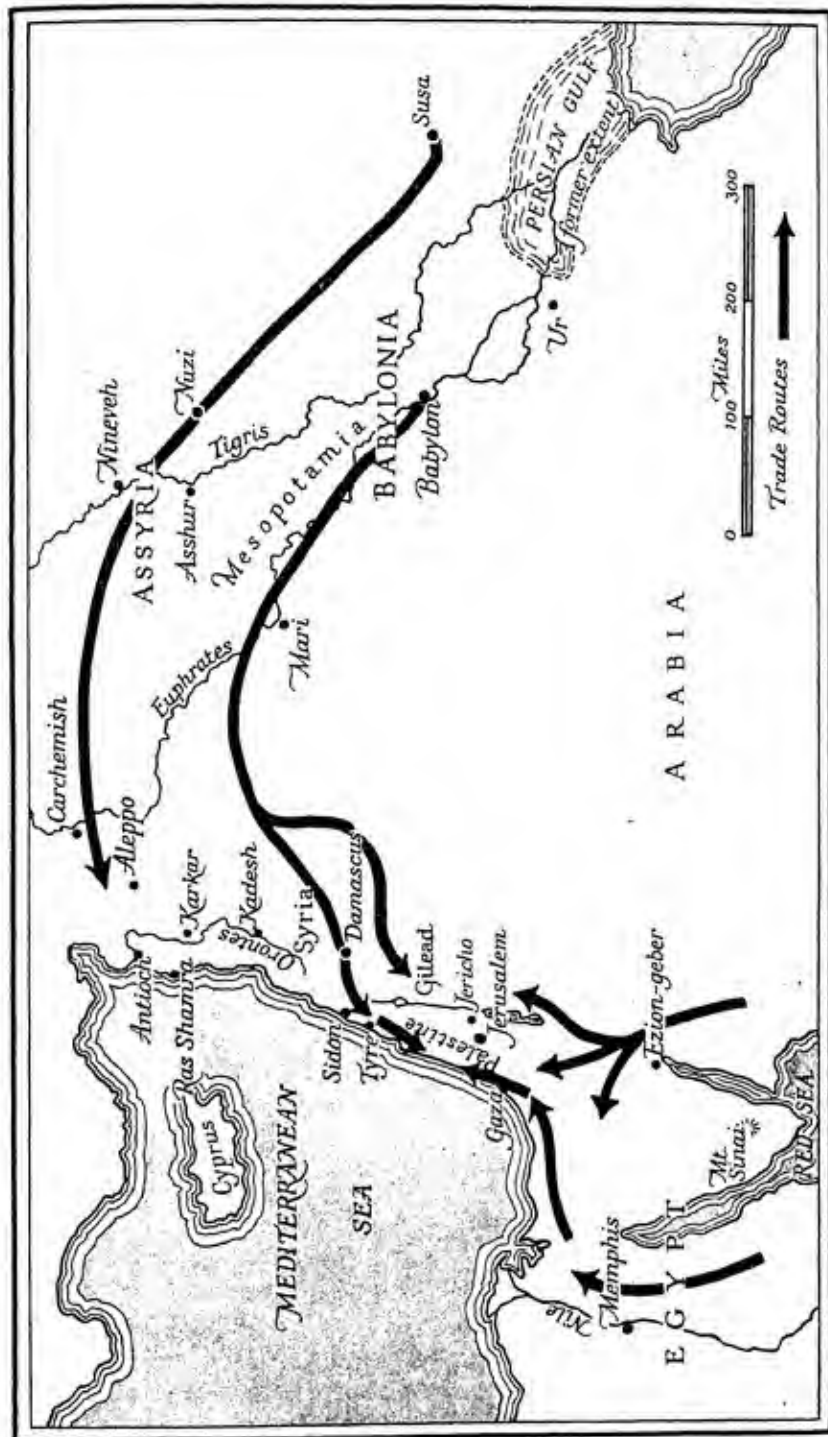 Carchemish
Aleppo
Antioch
Ras Shamra
Karkar
Orontes
Kadesh
Syria
Damascus
Sidon
Tyre
Cyprus
MEDITERRANEAN
SEA
Euphrates
Mari
ASSYRIA
Nineveh
Asshur
Nuzi
Tigris
Mesopotamia
BABYLONIA
Babylon
Susa
Ur
PERSIAN GULF
former extent
ARABIA
Gilead
Jericho
Jerusalem
Palestine
Gaza
Ezion-geber
Mt.
Sinai
RED SEA
Nile
Memphis
EGYPT
0 100 200 300
Miles
Trade Routes